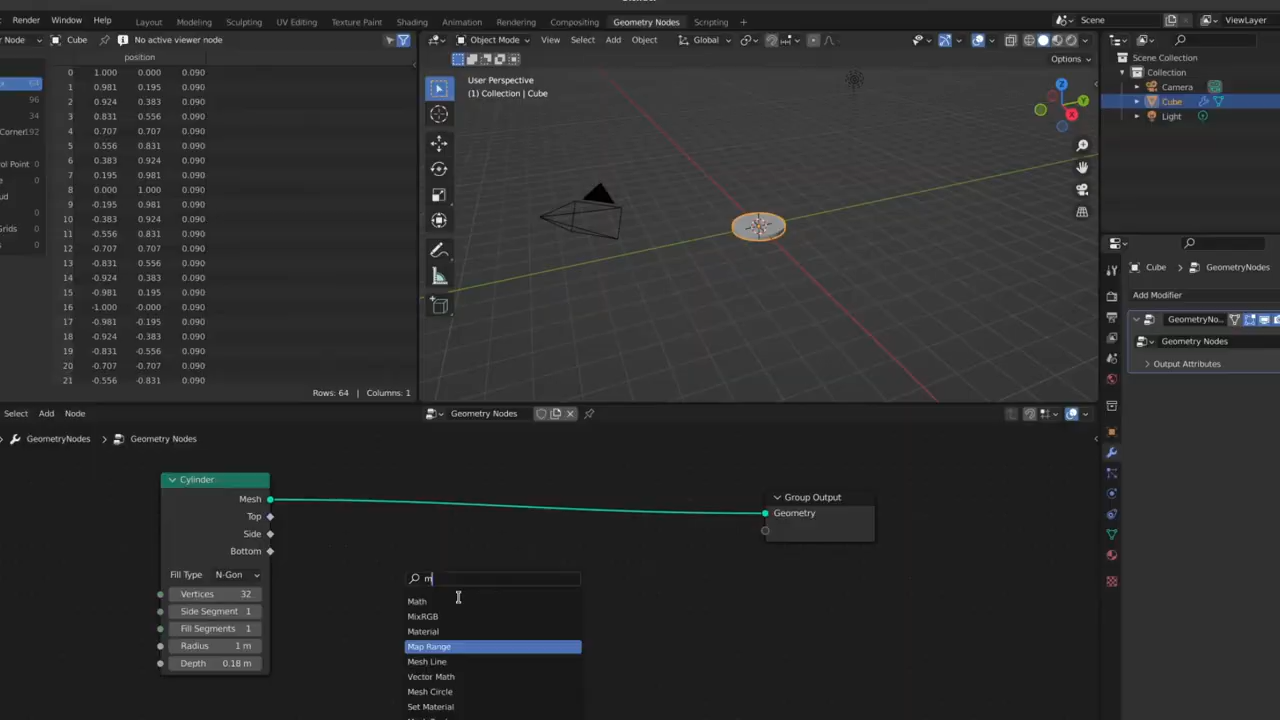 Render Window Help
Layout Modeling Sculpting UV Editing Texture Paint Shading Animation Rendering Compositing Geometry Nodes Scripting +
Scene ViewLayer
Cube No active viewer node
Object Mode View Select Add Object Global
Options
position
0 1.000 0.000 0.090
1 0.981 0.195 0.090
2 0.924 0.383 0.090
3 0.831 0.556 0.090
4 0.707 0.707 0.090
5 0.556 0.831 0.090
6 0.383 0.924 0.090
7 0.195 0.981 0.090
8 0.000 1.000 0.090
9 -0.195 0.981 0.090
10 -0.383 0.924 0.090
11 -0.556 0.831 0.090
12 -0.707 0.707 0.090
13 -0.831 0.556 0.090
14 -0.924 0.383 0.090
15 -0.981 0.195 0.090
16 -1.000 -0.000 0.090
17 -0.981 -0.195 0.090
18 -0.924 -0.383 0.090
19 -0.831 -0.556 0.090
20 -0.707 -0.707 0.090
21 -0.556 -0.831 0.090
96
34
Corner 192
0
0
0
0
0
Grids
Rows: 64 | Columns: 1
User Perspective
(1) Collection | Cube
Z
Y
X
Scene Collection
Collection
Camera
Cube
Light
Cube > GeometryNodes
Add Modifier
GeometryNo...
Geometry Nodes
Output Attributes
Select Add Node
Geometry Nodes
GeometryNodes > Geometry Nodes
Cylinder
Mesh
Top
Side
Bottom
Fill Type N-Gon
Vertices 32
Side Segment 1
Fill Segments 1
Radius 1 m
Depth 0.18 m
m
Math
MixRGB
Material
Map Range
Mesh Line
Vector Math
Mesh Circle
Set Material
Group Output
Geometry